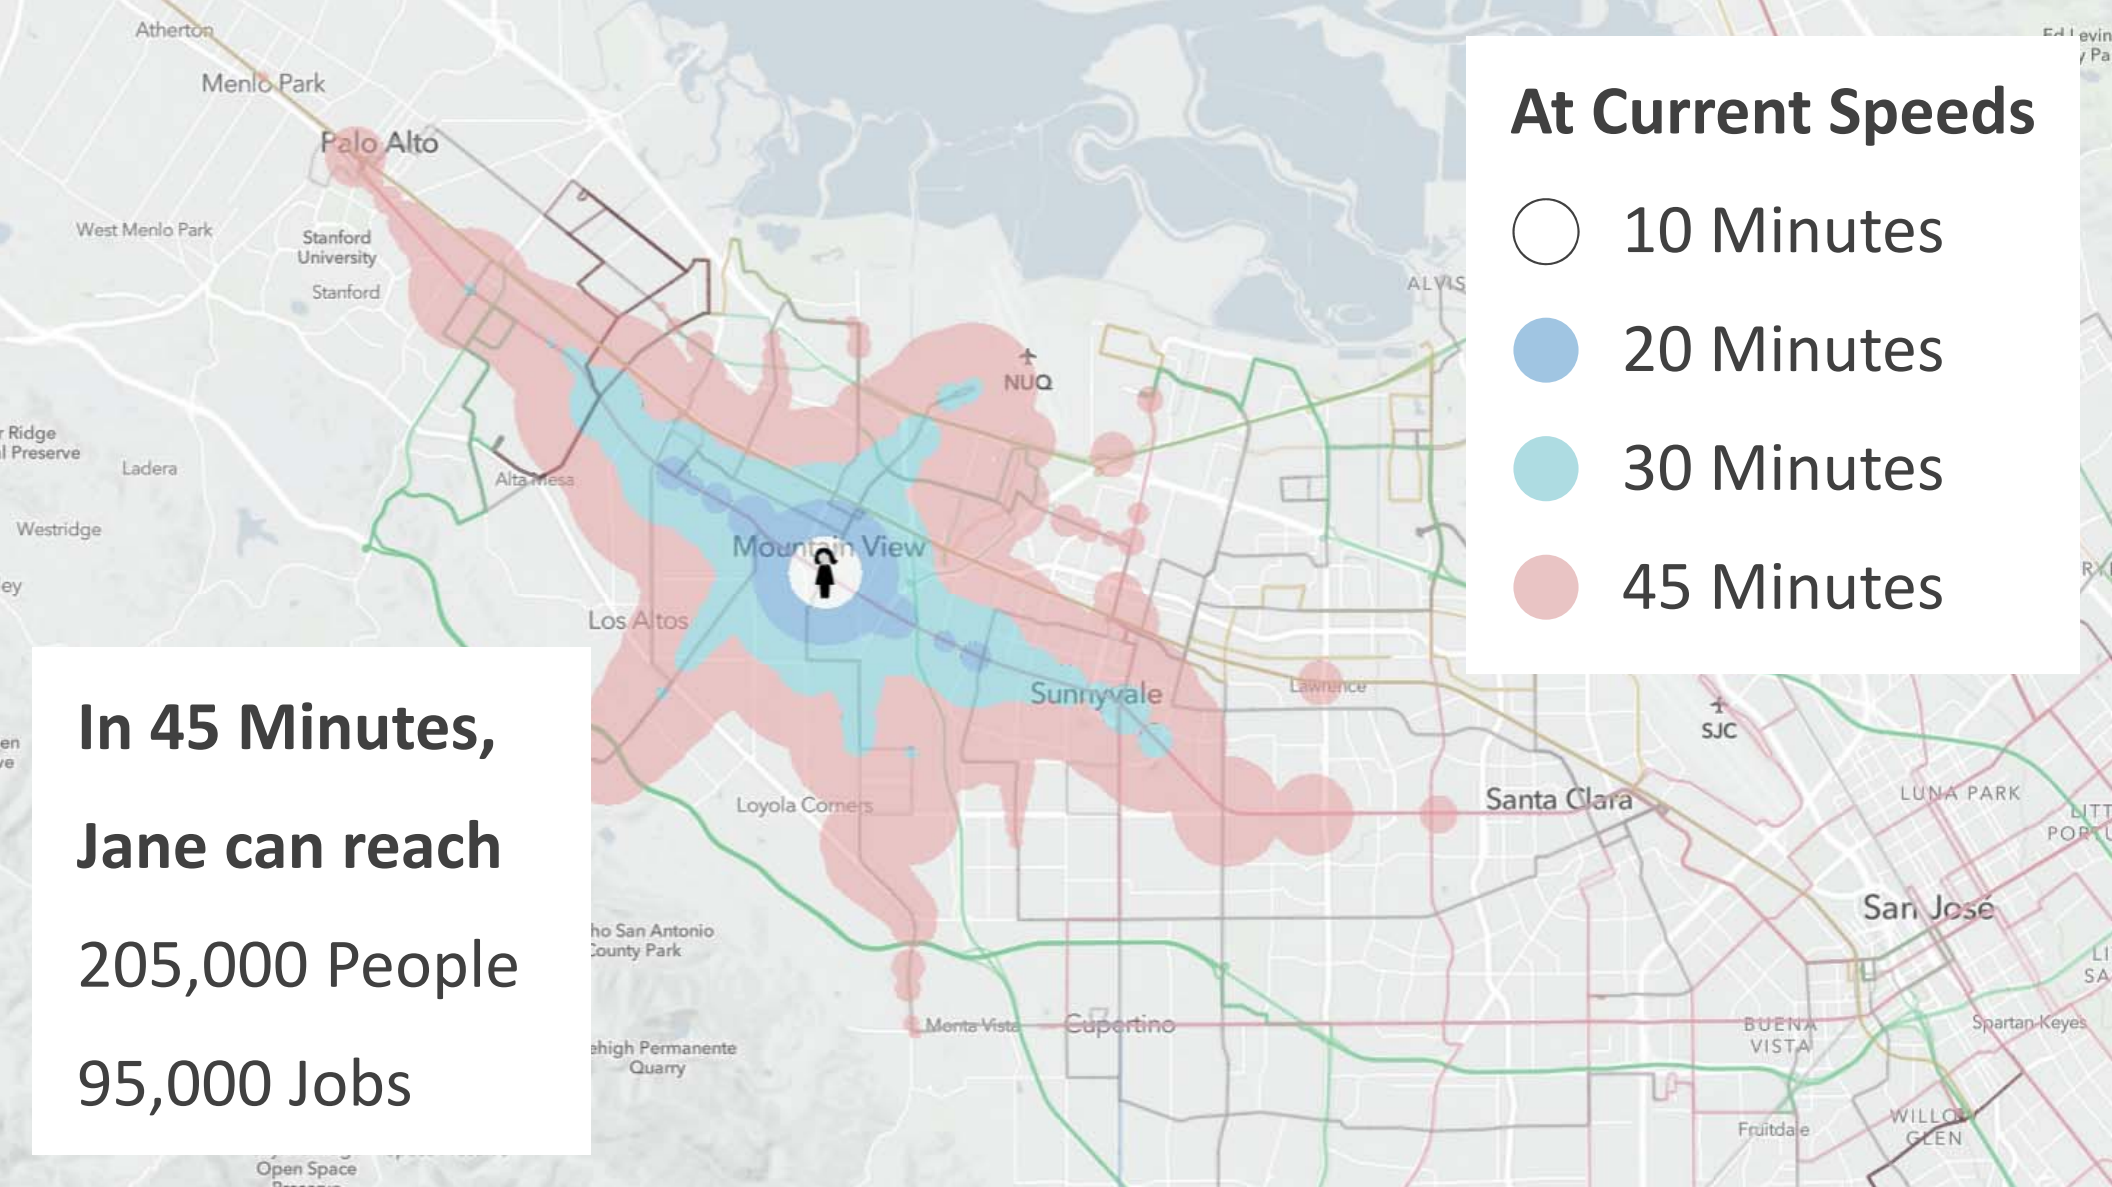 Atherton
Menlo Park
Palo Alto
West Menlo Park
Stanford
University
Stanford
NUQ
Ladera
Alta Mesa
Westridge
Mountain View
Los Altos
Sunnyvale
Lawrence
SJC
Loyola Corners
Santa Clara
LUNA PARK
San José
County Park
Monta Vista
Cupertino
BUENA
VISTA
Spartan Keyes
Quarry
Fruitdale
WILLOW
GLEN
Open Space
At Current Speeds
10 Minutes
20 Minutes
30 Minutes
45 Minutes
In 45 Minutes,
Jane can reach
205,000 People
95,000 Jobs